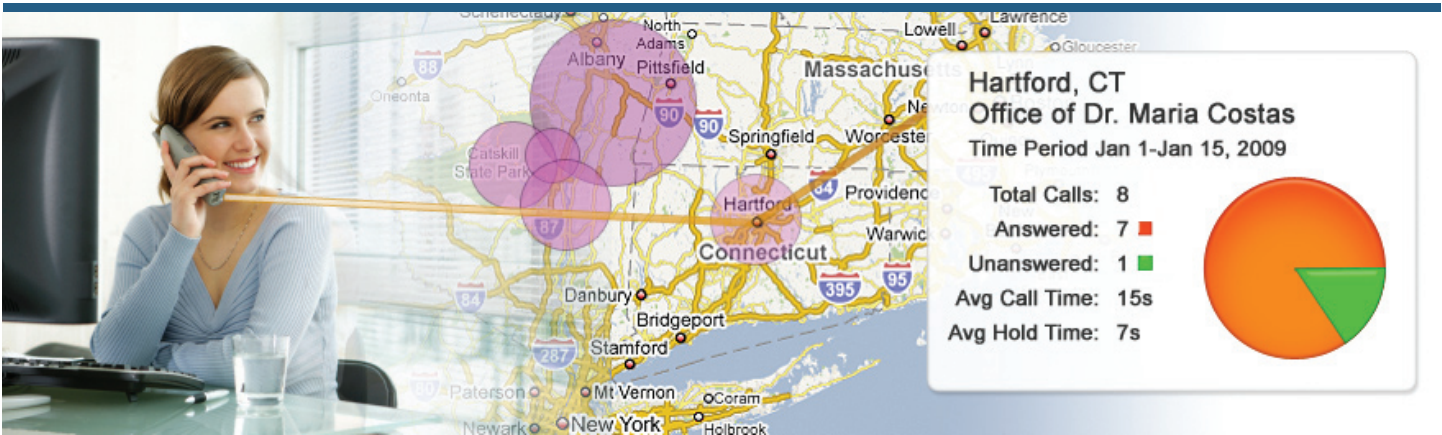 Schenectady
North
Adams
Albany
Pittsfield
88
Oneonta
90
90
Lowell
Lawrence
Gloucester
Massachusetts
Springfield
Worcester
Catskill
State Park
Hartford
84
Providence
87
Connecticut
Warwick
395
95
84
Danbury
Bridgeport
Stamford
287
80
Paterson
Mt Vernon
Coram
Newark
New York
Holbrook
Hartford, CT
Office of Dr. Maria Costas
Time Period Jan 1-Jan 15, 2009
Total Calls: 8
Answered: 7
Unanswered: 1
Avg Call Time: 15s
Avg Hold Time: 7s